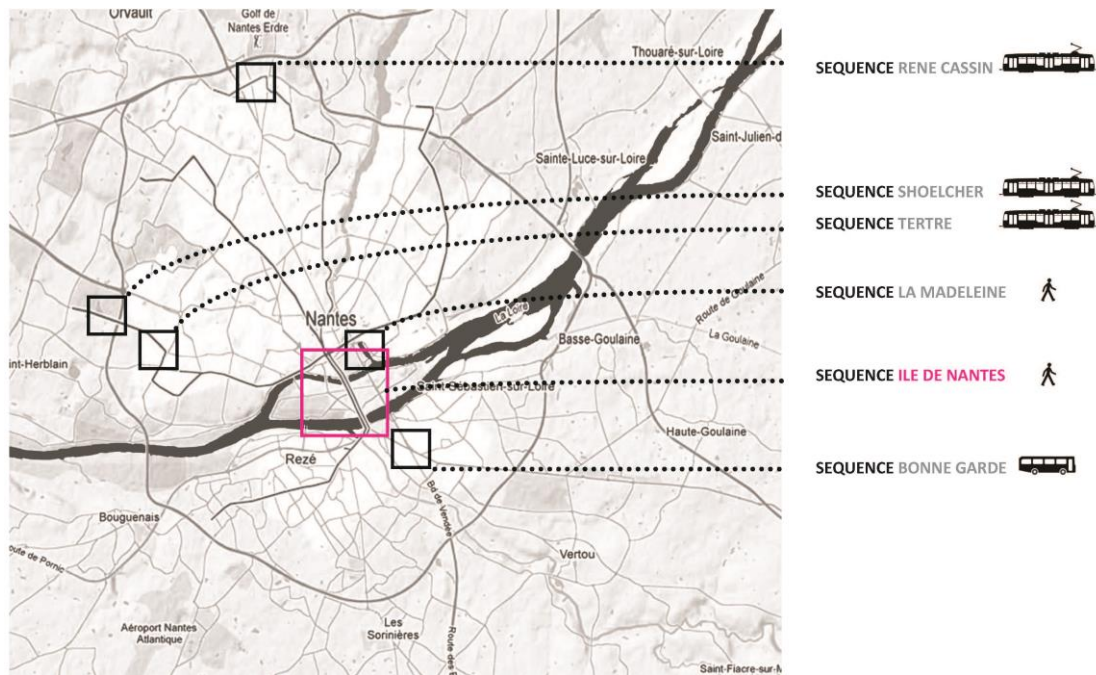 Orvault
Golf de
Nantes Erdre
Thouaré-sur-Loire
SEQUENCE RENE CASSIN
Saint-Julien-d
Sainte-Luce-sur-Loire
SEQUENCE SHOELCHER
SEQUENCE TERTRE
SEQUENCE LA MADELEINE
Route de Goulaine
La Loire
Nantes
La Goulaine
Basse-Goulaine
int-Herblain
SEQUENCE ILE DE NANTES
Saint-Sébastien-sur-Loire
Haute-Goulaine
Rezé
SEQUENCE BONNE GARDE
Bd de Vendée
Bouguenais
oute de Pornic
Vertou
Aéroport Nantes
Atlantique
Les
Sorinières
Route des
Saint-Fiacre-sur-M